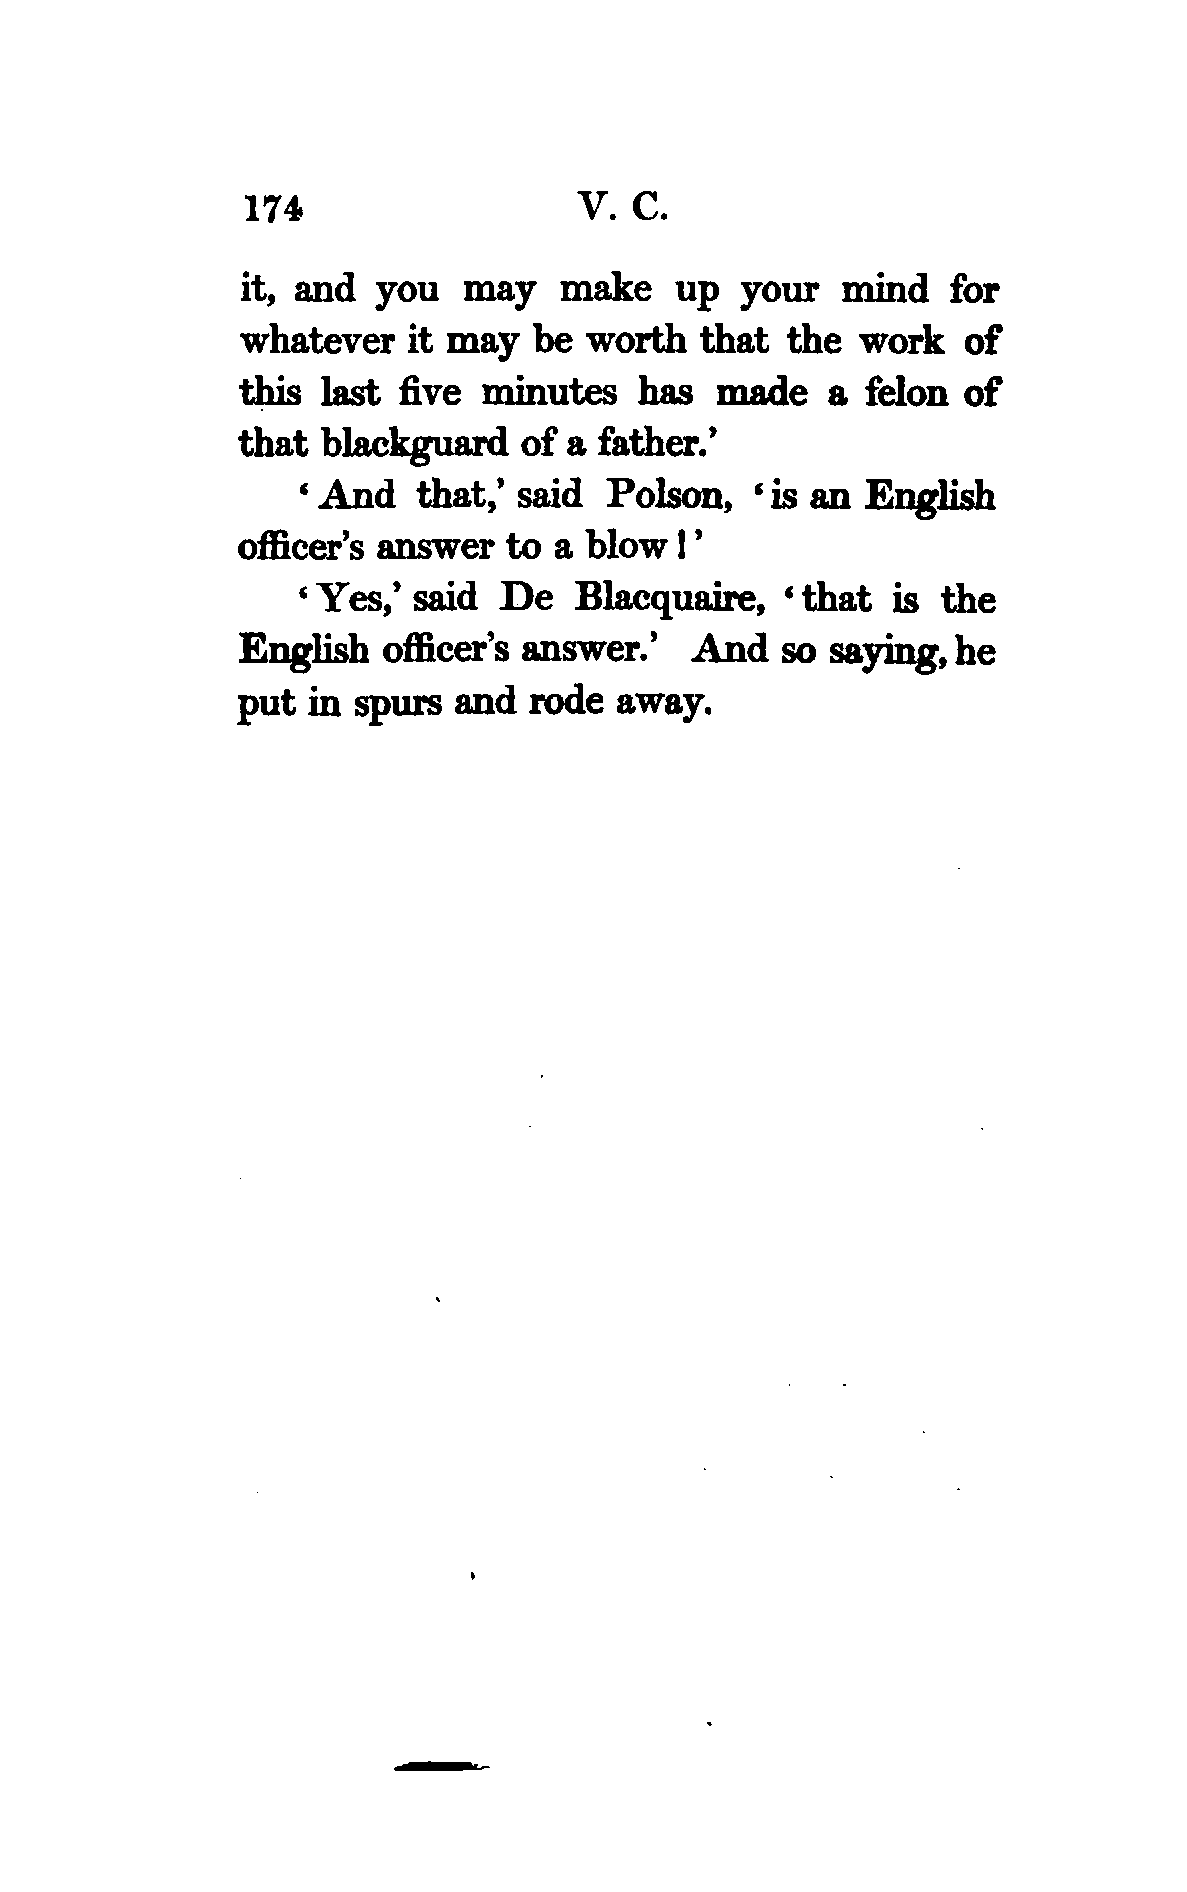 174 V. C.
it, and you may make up your mind for
whatever it may be worth that the work of
this last five minutes has made a felon of
that blackguard of a father.’
‘ And that,’ said Polson, ‘ is an English
officer’s answer to a blow ! ’
‘ Yes,’ said De Blacquaire, ‘ that is the
English officer’s answer.’ And so saying, he
put in spurs and rode away.